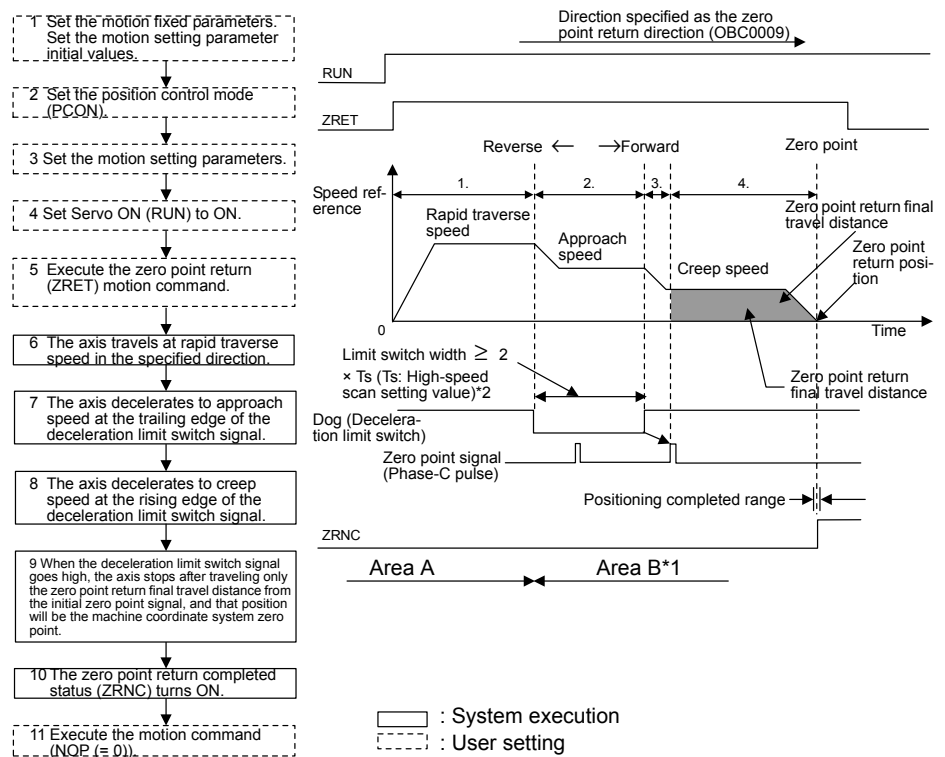 1 Set the motion fixed parameters.
Set the motion setting parameter
initial values.
2 Set the position control mode
(PCON).
3 Set the motion setting parameters.
4 Set Servo ON (RUN) to ON.
5 Execute the zero point return
(ZRET) motion command.
6 The axis travels at rapid traverse
speed in the specified direction.
7 The axis decelerates to approach
speed at the trailing edge of the
deceleration limit switch signal.
8 The axis decelerates to creep
speed at the rising edge of the
deceleration limit switch signal.
9 When the deceleration limit switch signal
goes high, the axis stops after traveling only
the zero point return final travel distance from
the initial zero point signal, and that position
will be the machine coordinate system zero
point.
10 The zero point return completed
status (ZRNC) turns ON.
11 Execute the motion command
(NOP (= 0)).
Direction specified as the zero
point return direction (OBC0009)
RUN
ZRET
Reverse ← →Forward
Zero point
Speed ref-
erence
1.
2.
3.
4.
Rapid traverse
speed
Approach
speed
Creep speed
Zero point return final
travel distance
Zero point
return posi-
tion
0
Time
Limit switch width ≥ 2
× Ts (Ts: High-speed
scan setting value)*2
Zero point return
final travel distance
Dog (Decelera-
tion limit switch)
Zero point signal
(Phase-C pulse)
Positioning completed range
ZRNC
Area A
Area B*1
: System execution
: User setting